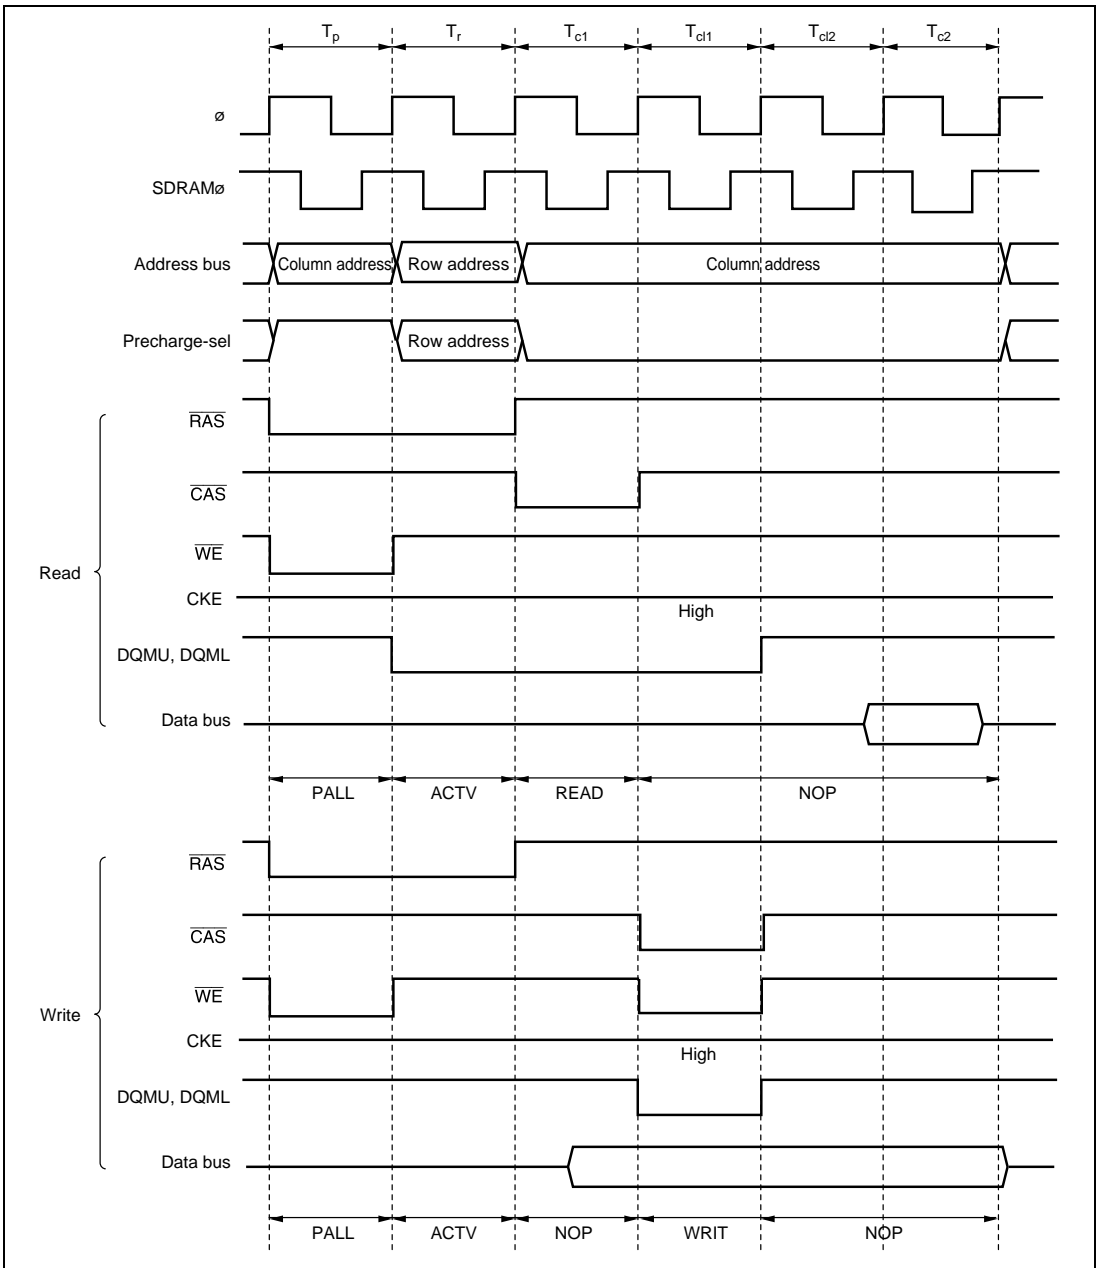 Tp Tr Tc1 Tcl1 Tcl2 Tc2
ø
SDRAMø
Address bus Column address Row address Column address
Precharge-sel Row address
RAS
CAS
WE
Read
CKE
High
DQMU, DQML
Data bus
PALL ACTV READ NOP
RAS
CAS
WE
Write
CKE
High
DQMU, DQML
Data bus
PALL ACTV NOP WRIT NOP